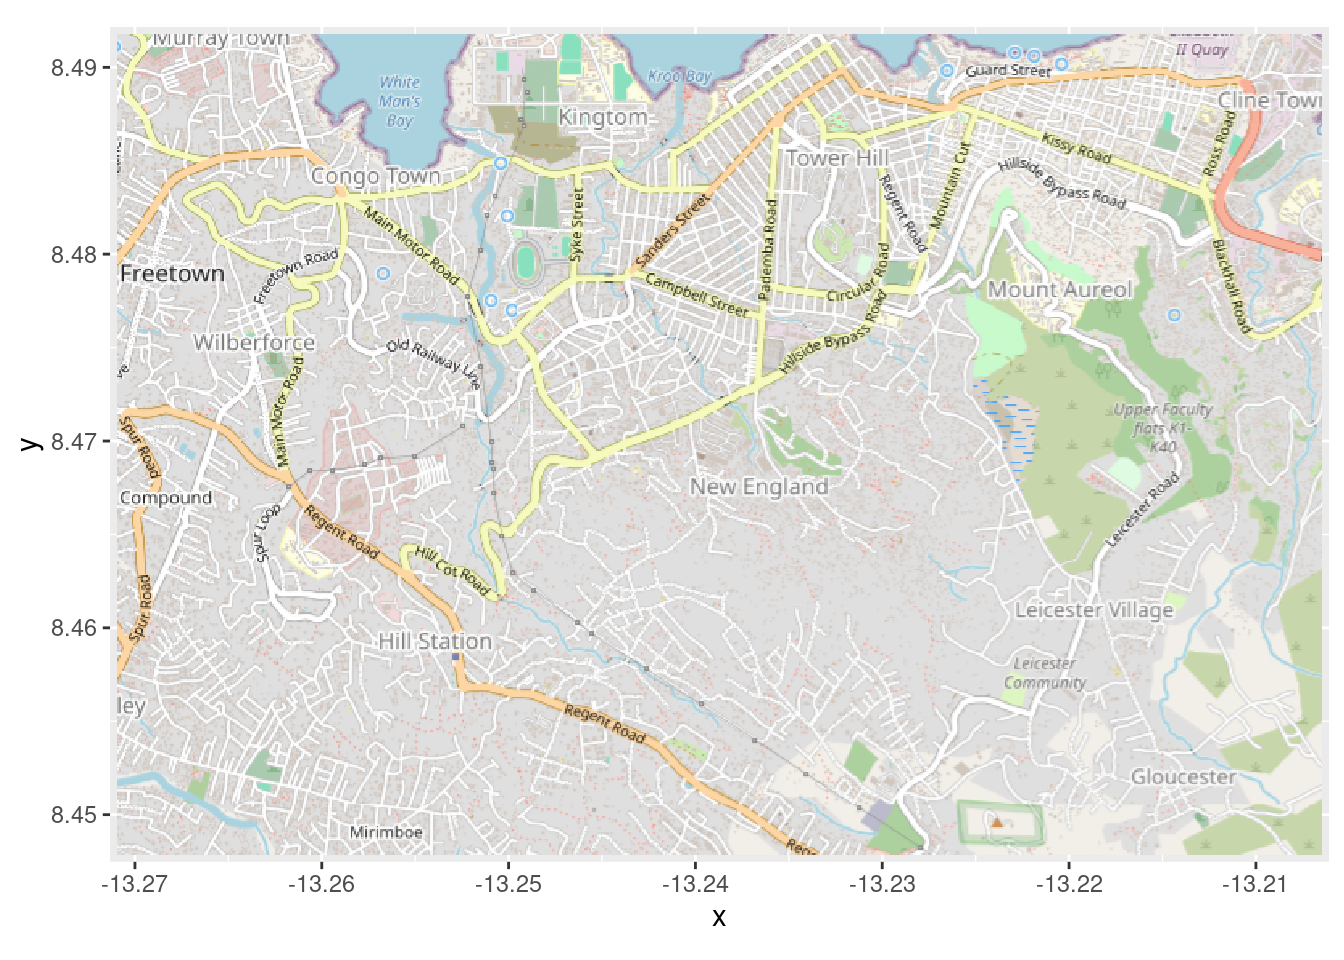 8.49
8.48
8.47
8.46
8.45
y
Murray Town
White
Man's
Bay
Kroo Bay
Guard Street
II Quay
Cline Town
Kingtom
Congo Town
Tower Hill
Kissy Road
Ross Road
Hillside Bypass Road
Mountain Cut
Regent Road
Main Motor Road
Syke Street
Sanders Street
Pademba Road
Circular Road
Blackhall Road
Freetown
Freetown Road
Campbell Street
Mount Aureol
Wilberforce
Old Railway Line
Hillside Bypass Road
Main Motor Road
Upper Faculty
flats K1-
K40
Spur Road
Compound
New England
Leicester Road
Spur Loop
Regent Road
Hill Cot Road
Spur Road
Hill Station
Leicester Village
Leicester
Community
ley
Regent Road
Gloucester
Mirimboe
Rege
-13.27
-13.26
-13.25
-13.24
-13.23
-13.22
-13.21
x